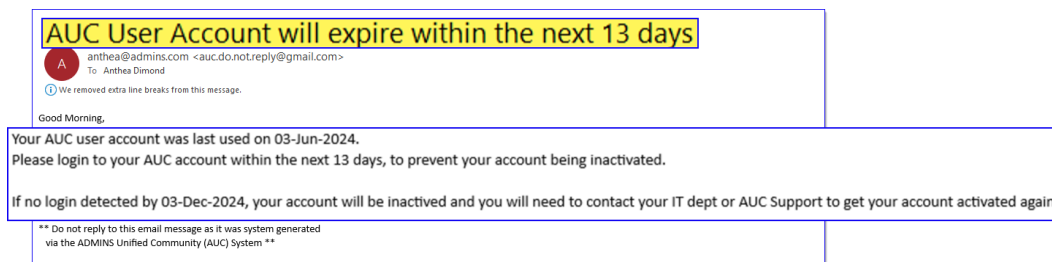 AUC User Account will expire within the next 13 days
A
anthea@admins.com <auc.do.not.reply@gmail.com>
To Anthea Dimond
We removed extra line breaks from this message.
Good Morning,
Your AUC user account was last used on 03-Jun-2024.
Please login to your AUC account within the next 13 days, to prevent your account being inactivated.
If no login detected by 03-Dec-2024, your account will be inactived and you will need to contact your IT dept or AUC Support to get your account activated again
** Do not reply to this email message as it was system generated
via the ADMINS Unified Community (AUC) System **